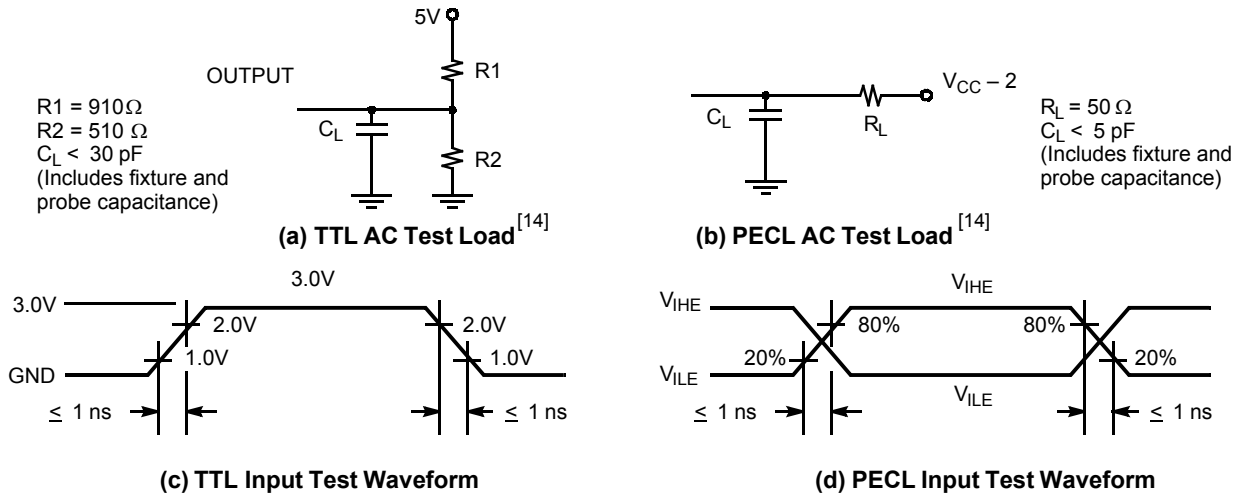 5V
R1
OUTPUT
R1 = 910Ω
R2 = 510 Ω
C_L < 30 pF
(Includes fixture and
probe capacitance)
C_L
R2
(a) TTL AC Test Load [14]
V_CC – 2
C_L
R_L
R_L = 50 Ω
C_L < 5 pF
(Includes fixture and
probe capacitance)
(b) PECL AC Test Load [14]
3.0V
3.0V
2.0V
2.0V
1.0V
1.0V
GND
≤ 1 ns
≤ 1 ns
(c) TTL Input Test Waveform
V_IHE
V_IHE
80%
80%
20%
20%
V_ILE
V_ILE
≤ 1 ns
≤ 1 ns
(d) PECL Input Test Waveform